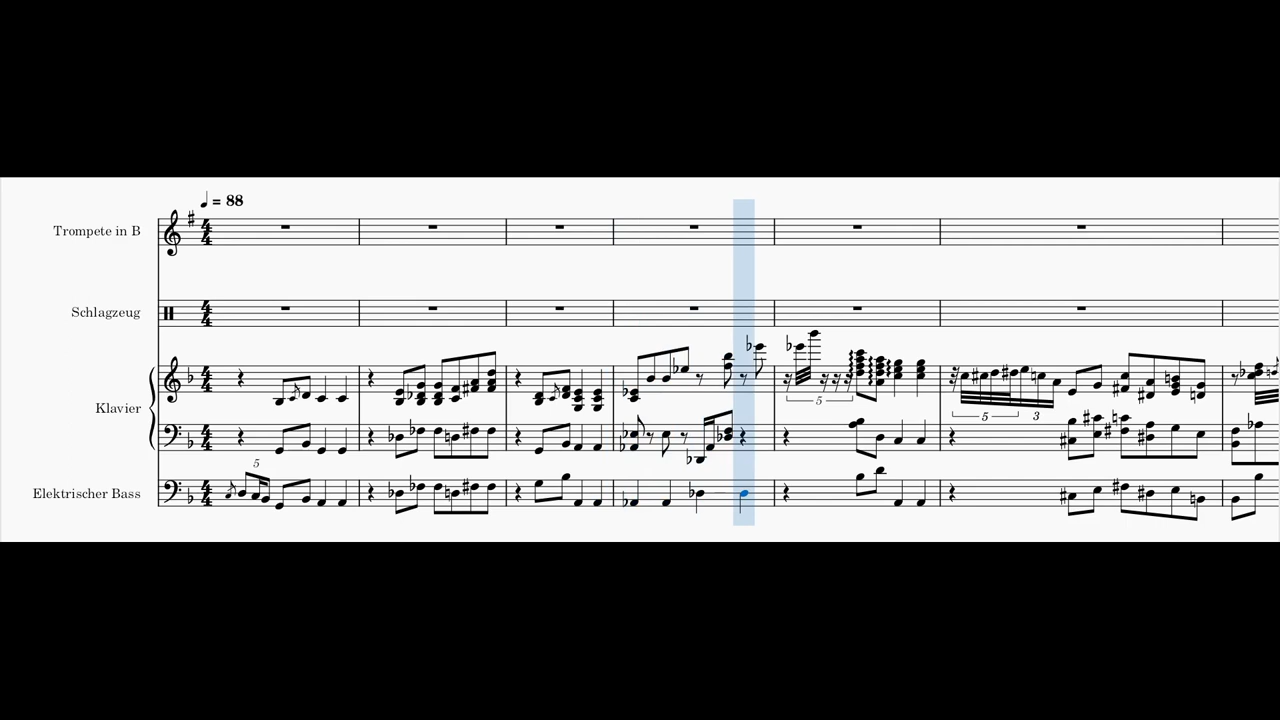 ♩ = 88
Trompete in B
Schlagzeug
Klavier
5
3
5
5
Elektrischer Bass